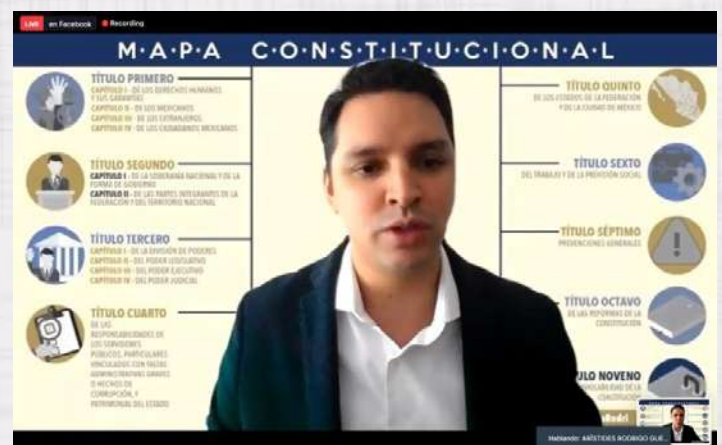 LIVE en Facebook Recording
M·A·P·A C·O·N·S·T·I·T·U·C·I·O·N·A·L
TÍTULO PRIMERO
CAPÍTULO I - DE LOS DERECHOS HUMANOS
Y SUS GARANTÍAS
CAPÍTULO II - DE LOS MEXICANOS
CAPÍTULO III - DE LOS EXTRANJEROS
CAPÍTULO IV - DE LOS CIUDADANOS MEXICANOS
TÍTULO SEGUNDO
CAPÍTULO I - DE LA SOBERANÍA NACIONAL Y DE LA
FORMA DE GOBIERNO
CAPÍTULO II - DE LAS PARTES INTEGRANTES DE LA
FEDERACIÓN Y DEL TERRITORIO NACIONAL
TÍTULO TERCERO
CAPÍTULO I - DE LA DIVISIÓN DE PODERES
CAPÍTULO II - DEL PODER LEGISLATIVO
CAPÍTULO III - DEL PODER EJECUTIVO
CAPÍTULO IV - DEL PODER JUDICIAL
TÍTULO CUARTO
DE LAS
RESPONSABILIDADES DE
LOS SERVIDORES
PÚBLICOS, PARTICULARES
VINCULADOS CON FALTAS
ADMINISTRATIVAS GRAVES
O HECHOS DE
CORRUPCIÓN, Y
PATRIMONIAL DEL ESTADO
TÍTULO QUINTO
DE LOS ESTADOS DE LA FEDERACIÓN
Y DE LA CIUDAD DE MÉXICO
TÍTULO SEXTO
DEL TRABAJO Y DE LA PREVISIÓN SOCIAL
TÍTULO SÉPTIMO
PREVENCIONES GENERALES
TÍTULO OCTAVO
DE LAS REFORMAS DE LA
CONSTITUCIÓN
TULO NOVENO
VIOLABILIDAD DE LA
CONSTITUCIÓN
Hablando: ARÍSTIDES RODRIGO GUE...